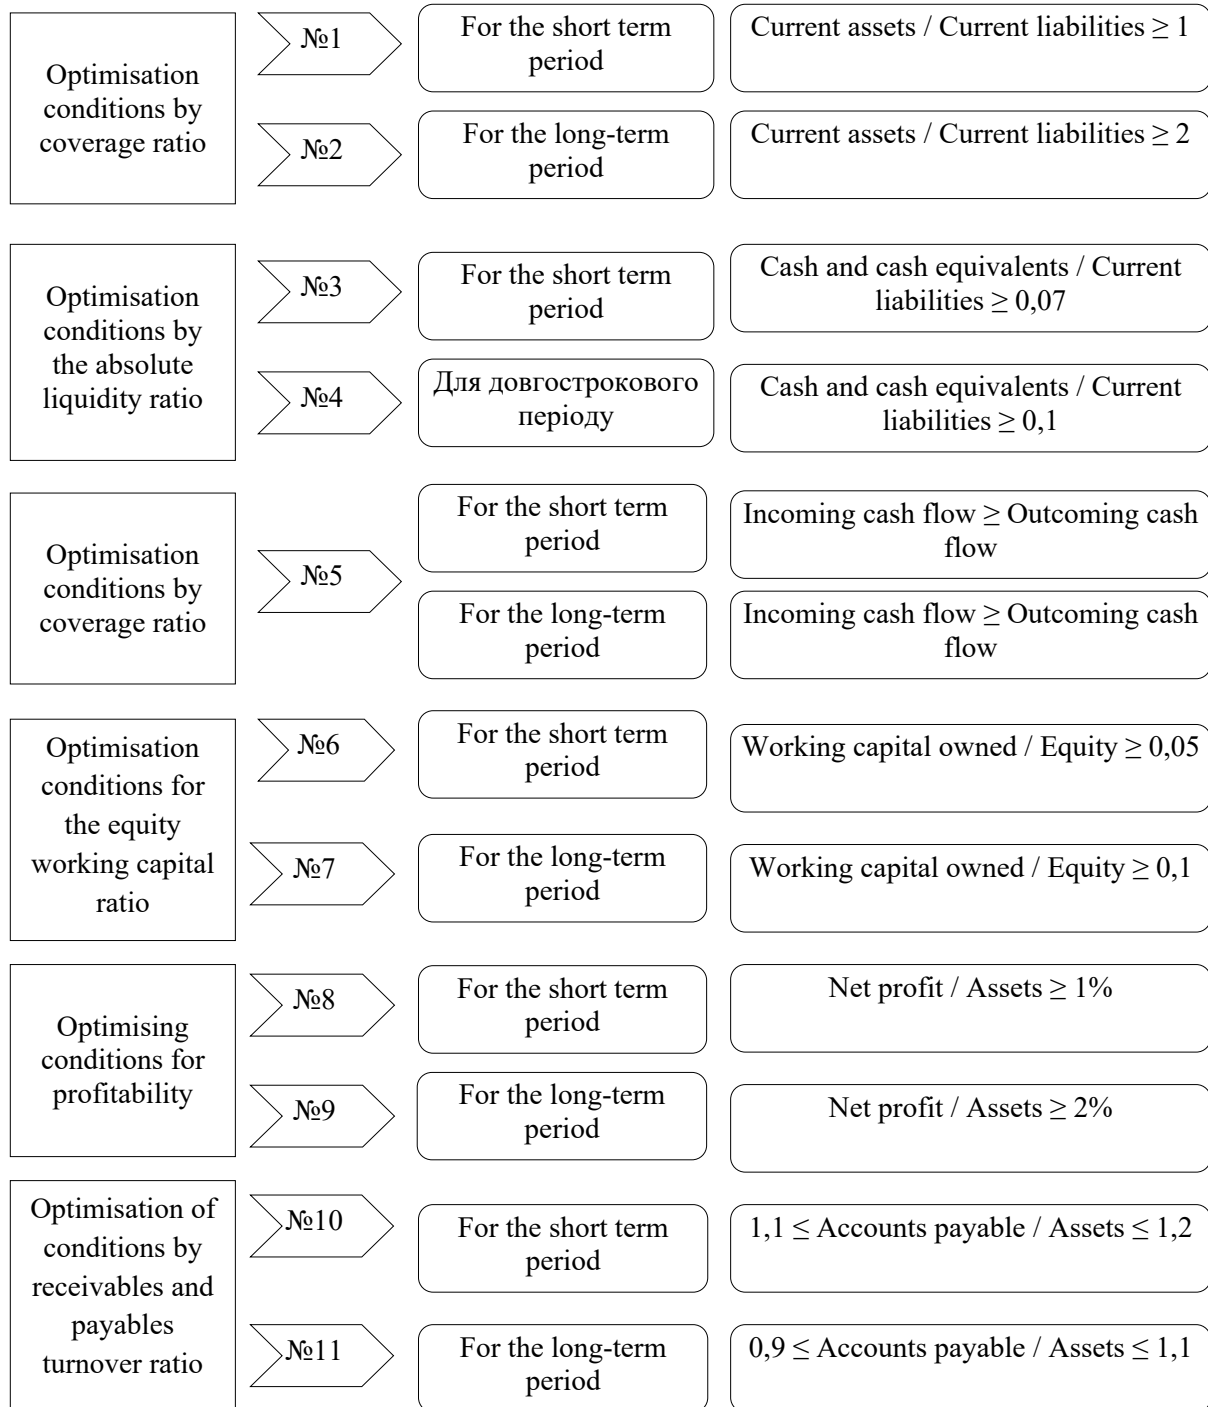 Optimisation
conditions by
coverage ratio
№1
For the short term
period
Current assets / Current liabilities ≥ 1
№2
For the long-term
period
Current assets / Current liabilities ≥ 2
Optimisation
conditions by
the absolute
liquidity ratio
№3
For the short term
period
Cash and cash equivalents / Current
liabilities ≥ 0,07
№4
Для довгострокового
періоду
Cash and cash equivalents / Current
liabilities ≥ 0,1
Optimisation
conditions by
coverage ratio
№5
For the short term
period
Incoming cash flow ≥ Outcoming cash
flow
For the long-term
period
Incoming cash flow ≥ Outcoming cash
flow
Optimisation
conditions for
the equity
working capital
ratio
№6
For the short term
period
Working capital owned / Equity ≥ 0,05
№7
For the long-term
period
Working capital owned / Equity ≥ 0,1
Optimising
conditions for
profitability
№8
For the short term
period
Net profit / Assets ≥ 1%
№9
For the long-term
period
Net profit / Assets ≥ 2%
Optimisation of
conditions by
receivables and
payables
turnover ratio
№10
For the short term
period
1,1 ≤ Accounts payable / Assets ≤ 1,2
№11
For the long-term
period
0,9 ≤ Accounts payable / Assets ≤ 1,1